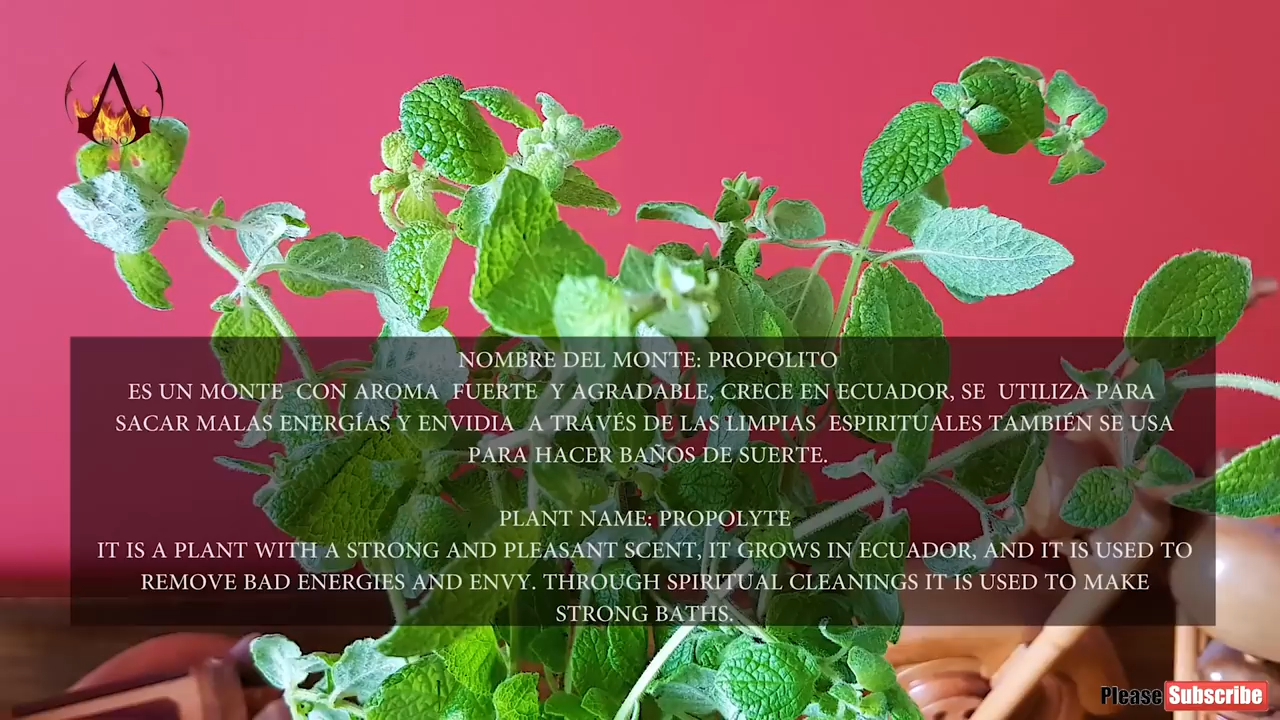 UNO
NOMBRE DEL MONTE: PROPOLITO
ES UN MONTE CON AROMA FUERTE Y AGRADABLE, CRECE EN ECUADOR, SE UTILIZA PARA
SACAR MALAS ENERGÍAS Y ENVIDIA A TRAVÉS DE LAS LIMPIAS ESPIRITUALES TAMBIÉN SE USA
PARA HACER BAÑOS DE SUERTE.
PLANT NAME: PROPOLYTE
IT IS A PLANT WITH A STRONG AND PLEASANT SCENT, IT GROWS IN ECUADOR, AND IT IS USED TO
REMOVE BAD ENERGIES AND ENVY. THROUGH SPIRITUAL CLEANINGS IT IS USED TO MAKE
STRONG BATHS.
Please Subscribe